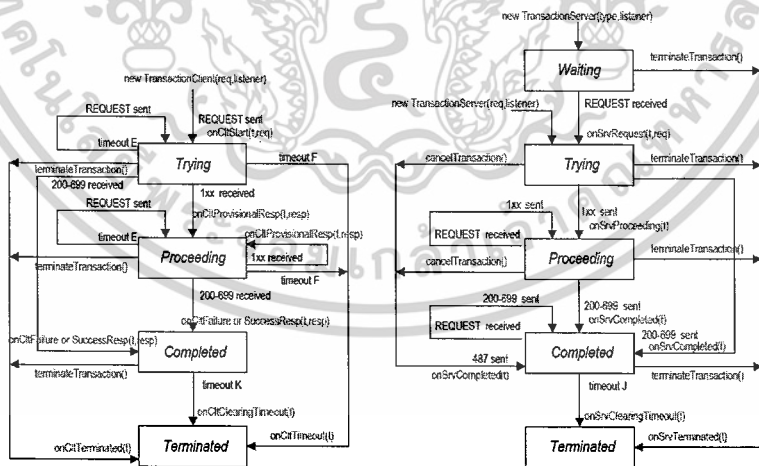 new TransactionClient(req,listener)
REQUEST sent
REQUEST sent
onCltStart(t,req)
timeout E
Trying
timeout F
terminateTransaction()
200-699 received
1xx received
REQUEST sent
onCltProvisionalResp(t,resp)
onCltProvisionalResp(t,resp)
timeout E
Proceeding
1xx received
terminateTransaction()
timeout F
200-699 received
onCltFailure or SuccessResp(t,resp)
onCltFailure or SuccessResp(t,resp)
Completed
terminateTransaction()
timeout K
onCltClearingTimeout(t)
onCltTerminated(t)
Terminated
onCltTimeout(t)
new TransactionServer(type,listener)
Waiting
terminateTransaction()
REQUEST received
new TransactionServer(req,listener)
onSrvRequest(t,req)
cancelTransaction()
Trying
terminateTransaction()
1xx sent
1xx sent
onSrvProceeding(t)
REQUEST received
Proceeding
cancelTransaction()
terminateTransaction()
200-699 sent
200-699 sent
onSrvCompleted(t)
REQUEST received
200-699 sent
onSrvCompleted(t)
Completed
487 sent
onSrvCompleted(t)
terminateTransaction()
timeout J
onSrvClearingTimeout(t)
Terminated
onSrvTerminated(t)